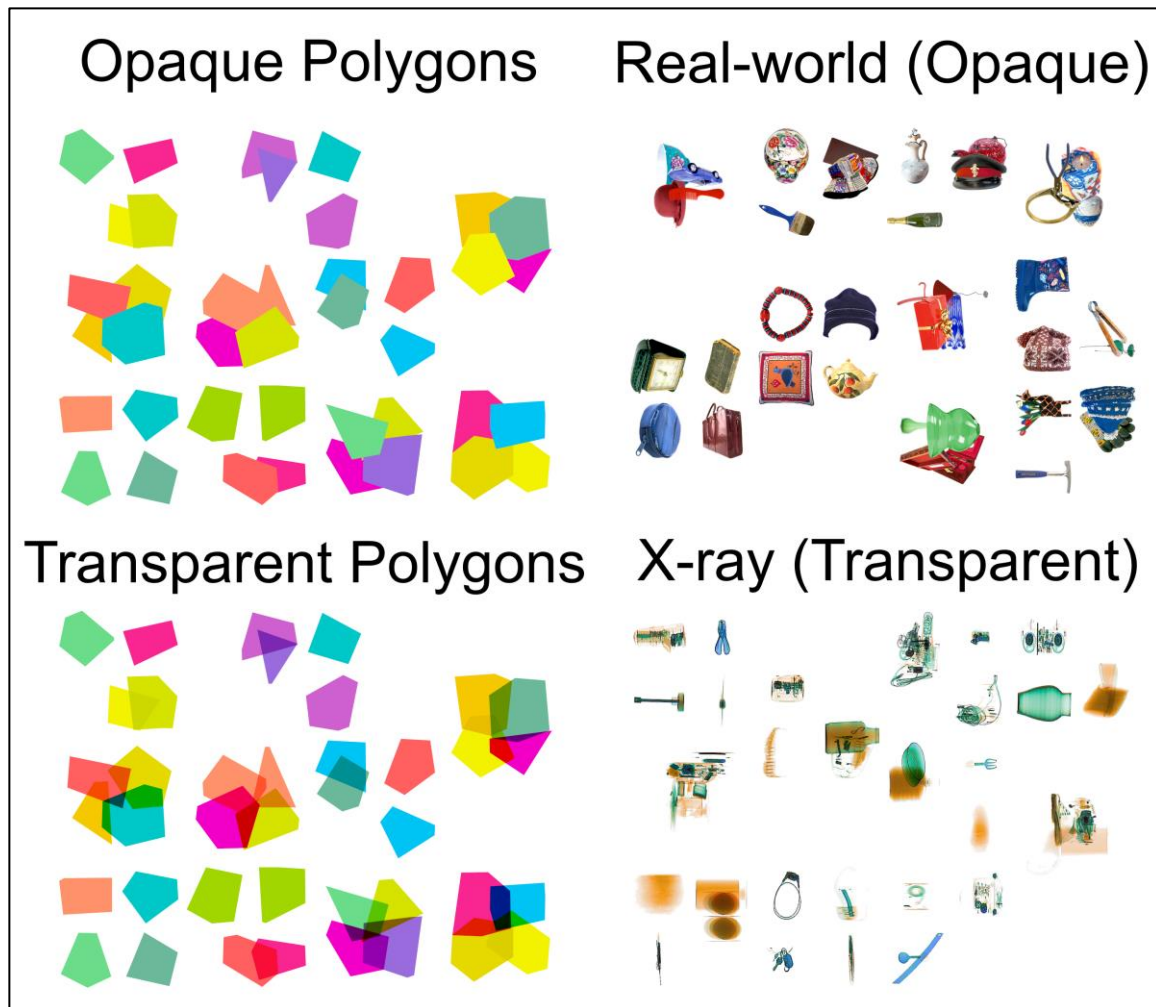 Opaque Polygons
Real-world (Opaque)
Transparent Polygons
X-ray (Transparent)